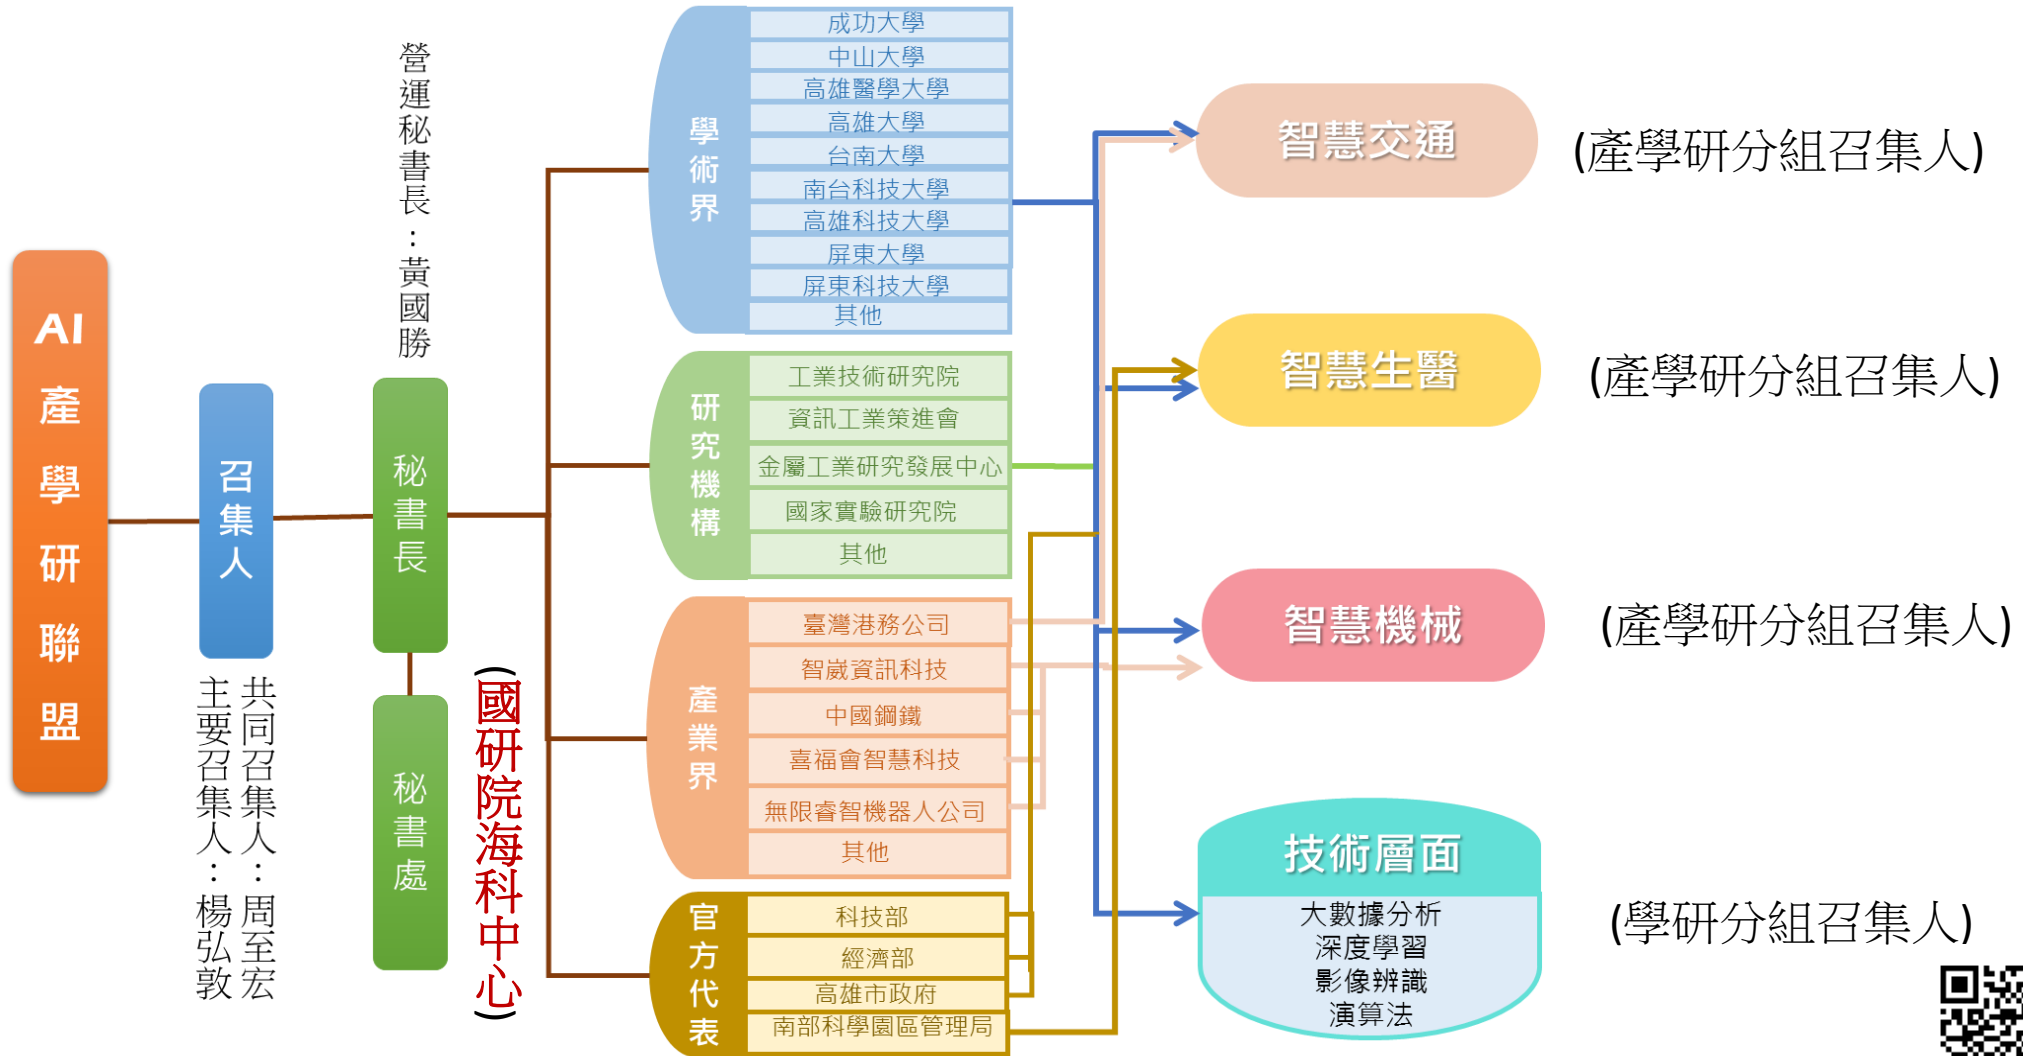 AI產學研聯盟
召集人
主要召集人：楊弘敦
共同召集人：周至宏
營運秘書長：黃國勝
秘書長
秘書處
(國研院海科中心)
學術界
成功大學
中山大學
高雄醫學大學
高雄大學
台南大學
南台科技大學
高雄科技大學
屏東大學
屏東科技大學
其他
研究機構
工業技術研究院
資訊工業策進會
金屬工業研究發展中心
國家實驗研究院
其他
產業界
臺灣港務公司
智崴資訊科技
中國鋼鐵
喜福會智慧科技
無限睿智機器人公司
其他
官方代表
科技部
經濟部
高雄市政府
南部科學園區管理局
智慧交通
(產學研分組召集人)
智慧生醫
(產學研分組召集人)
智慧機械
(產學研分組召集人)
技術層面
大數據分析
深度學習
影像辨識
演算法
(學研分組召集人)